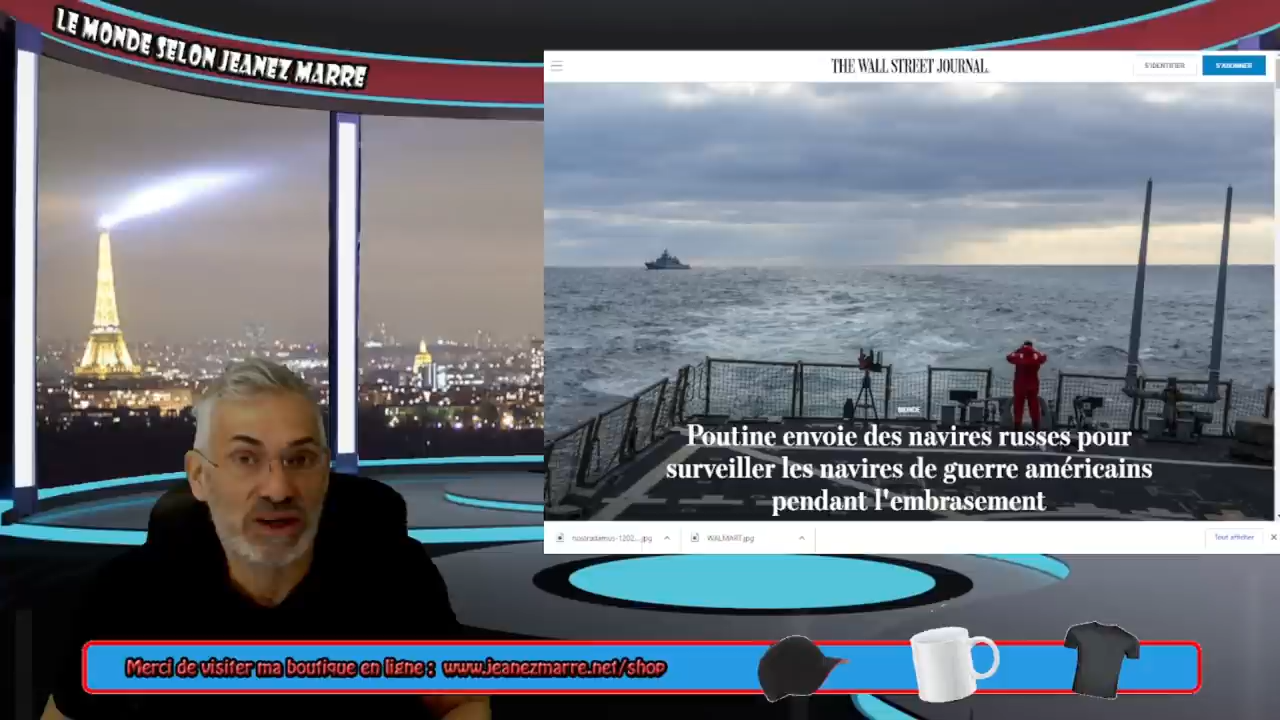 LE MONDE SELON JEANEZ MARRE
THE WALL STREET JOURNAL.
S'IDENTIFIER
S'ABONNER
MONDE
Poutine envoie des navires russes pour
surveiller les navires de guerre américains
pendant l'embrasement
WALMART.jpg
Tout afficher
Merci de visiter ma boutique en ligne : www.jeanezmarre.net/shop